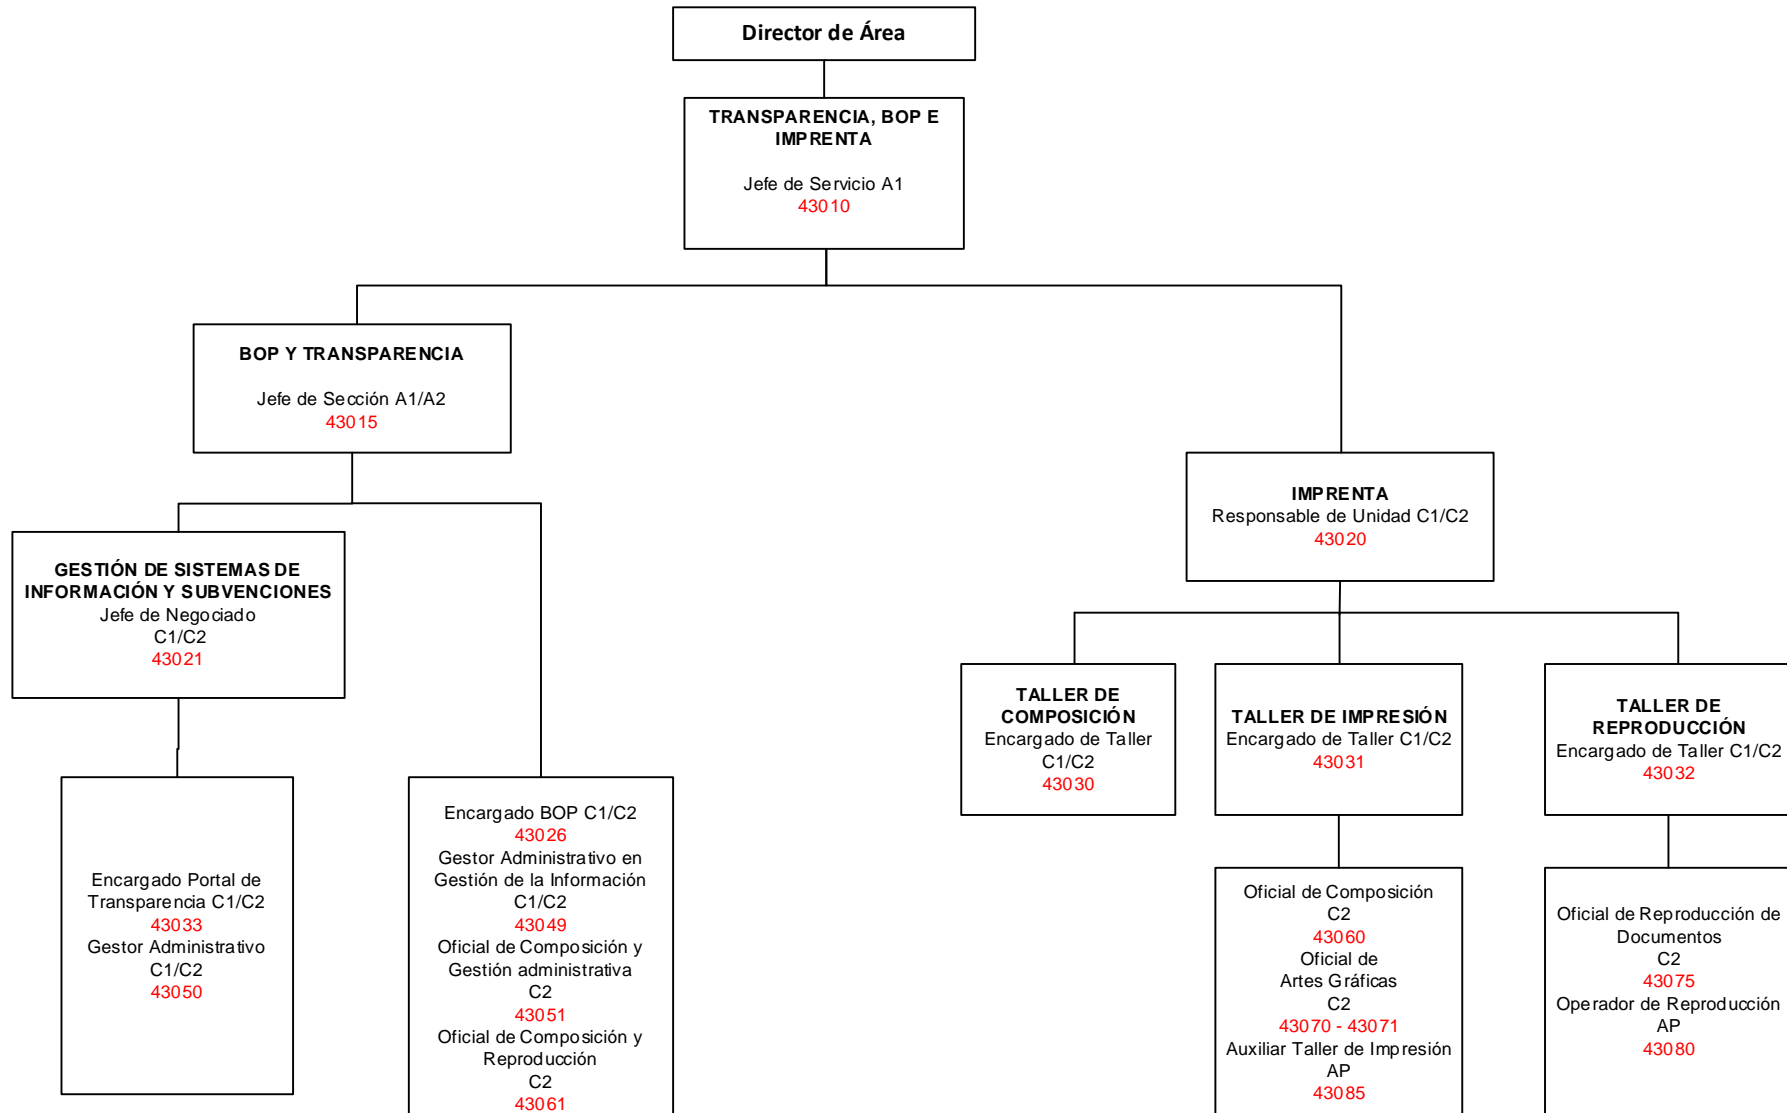 Director de Área
TRANSPARENCIA, BOP E
IMPRENTA
Jefe de Servicio A1
43010
BOP Y TRANSPARENCIA
Jefe de Sección A1/A2
43015
IMPRENTA
Responsable de Unidad C1/C2
43020
GESTIÓN DE SISTEMAS DE
INFORMACIÓN Y SUBVENCIONES
Jefe de Negociado
C1/C2
43021
TALLER DE
COMPOSICIÓN
Encargado de Taller
C1/C2
43030
TALLER DE IMPRESIÓN
Encargado de Taller C1/C2
43031
TALLER DE
REPRODUCCIÓN
Encargado de Taller C1/C2
43032
Encargado Portal de
Transparencia C1/C2
43033
Gestor Administrativo
C1/C2
43050
Encargado BOP C1/C2
43026
Gestor Administrativo en
Gestión de la Información
C1/C2
43049
Oficial de Composición y
Gestión administrativa
C2
43051
Oficial de Composición y
Reproducción
C2
43061
Oficial de Composición
C2
43060
Oficial de
Artes Gráficas
C2
43070 - 43071
Auxiliar Taller de Impresión
AP
43085
Oficial de Reproducción de
Documentos
C2
43075
Operador de Reproducción
AP
43080